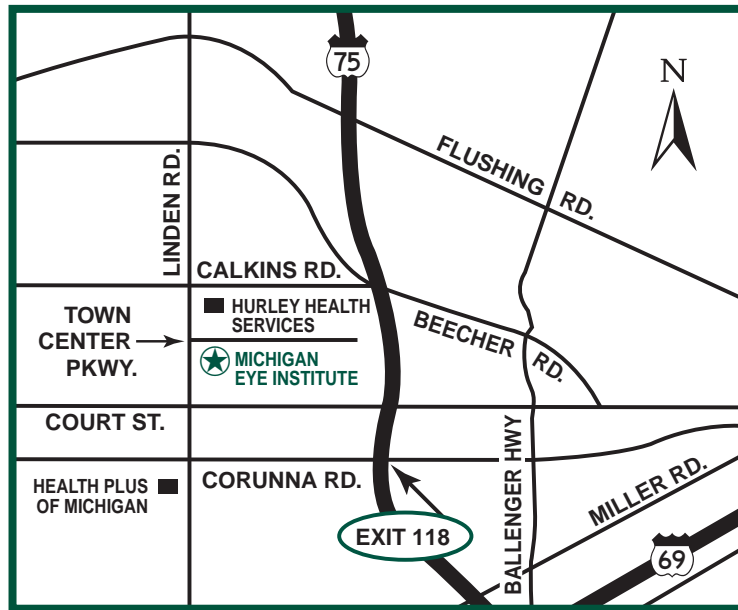 75
N
FLUSHING RD.
LINDEN RD.
CALKINS RD.
HURLEY HEALTH
SERVICES
TOWN
CENTER
PKWY.
BEECHER RD.
MICHIGAN
EYE INSTITUTE
COURT ST.
BALLENGER HWY
HEALTH PLUS
OF MICHIGAN
CORUNNA RD.
MILLER RD.
EXIT 118
69